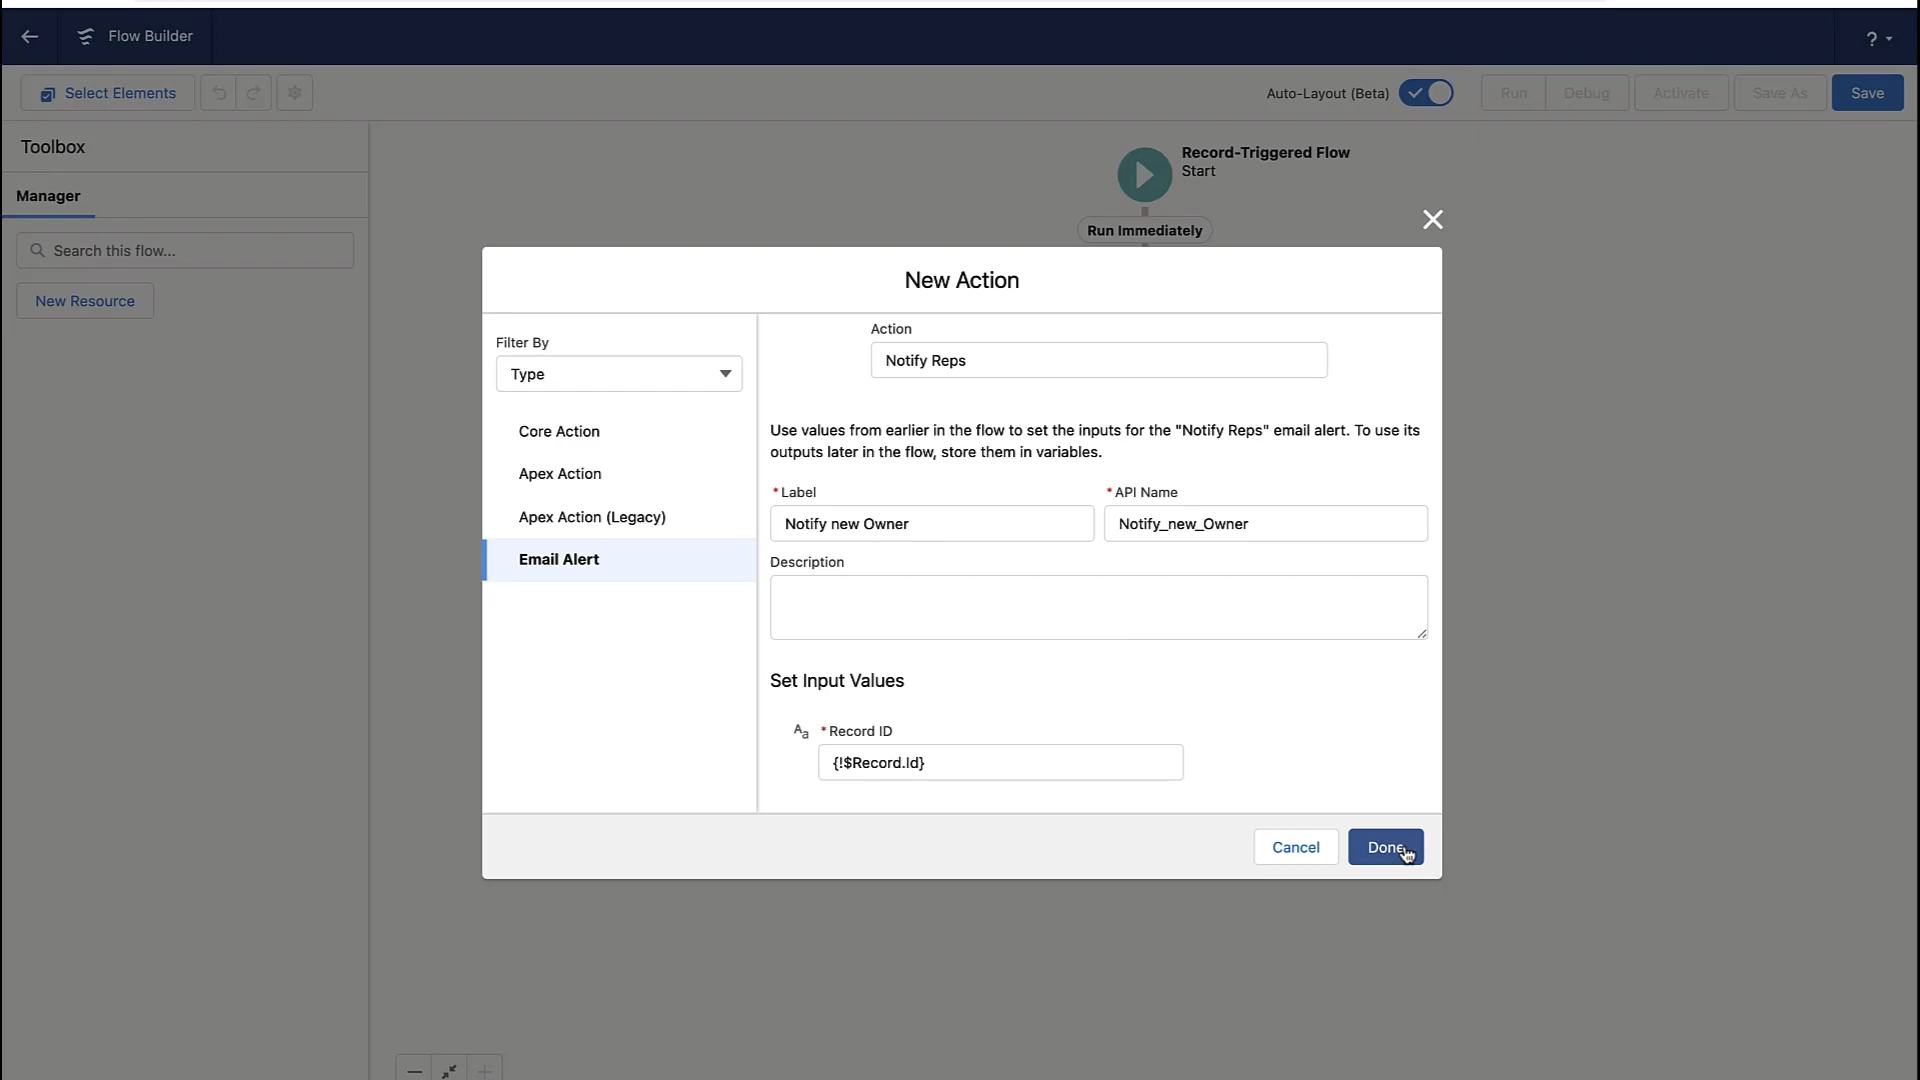 Flow Builder
?
Select Elements
Auto-Layout (Beta)
Run
Debug
Activate
Save As
Save
Toolbox
Manager
Search this flow...
New Resource
Record-Triggered Flow
Start
Run Immediately
New Action
Filter By
Type
Core Action
Apex Action
Apex Action (Legacy)
Email Alert
Action
Notify Reps
Use values from earlier in the flow to set the inputs for the "Notify Reps" email alert. To use its
outputs later in the flow, store them in variables.
* Label
* API Name
Notify new Owner
Notify_new_Owner
Description
Set Input Values
Aa
* Record ID
{!$Record.Id}
Cancel
Done